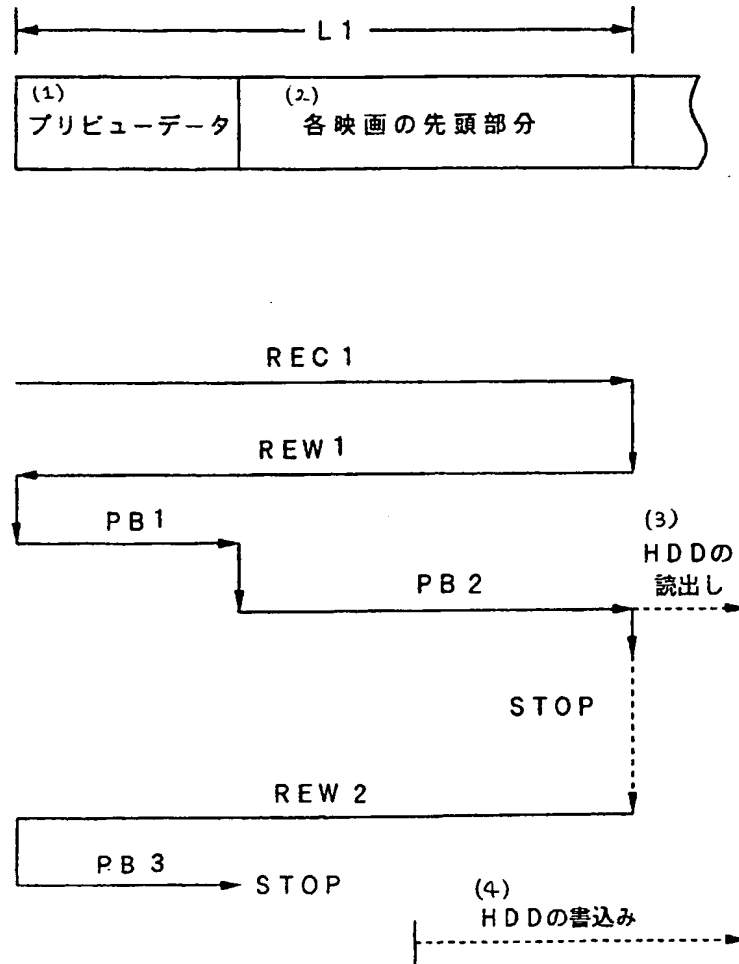 L1
(1)
プリビューデータ
(2)
各映画の先頭部分
REC1
REW1
PB1
PB2
(3)
HDDの
読出し
STOP
REW2
PB3
STOP
(4)
HDDの書込み